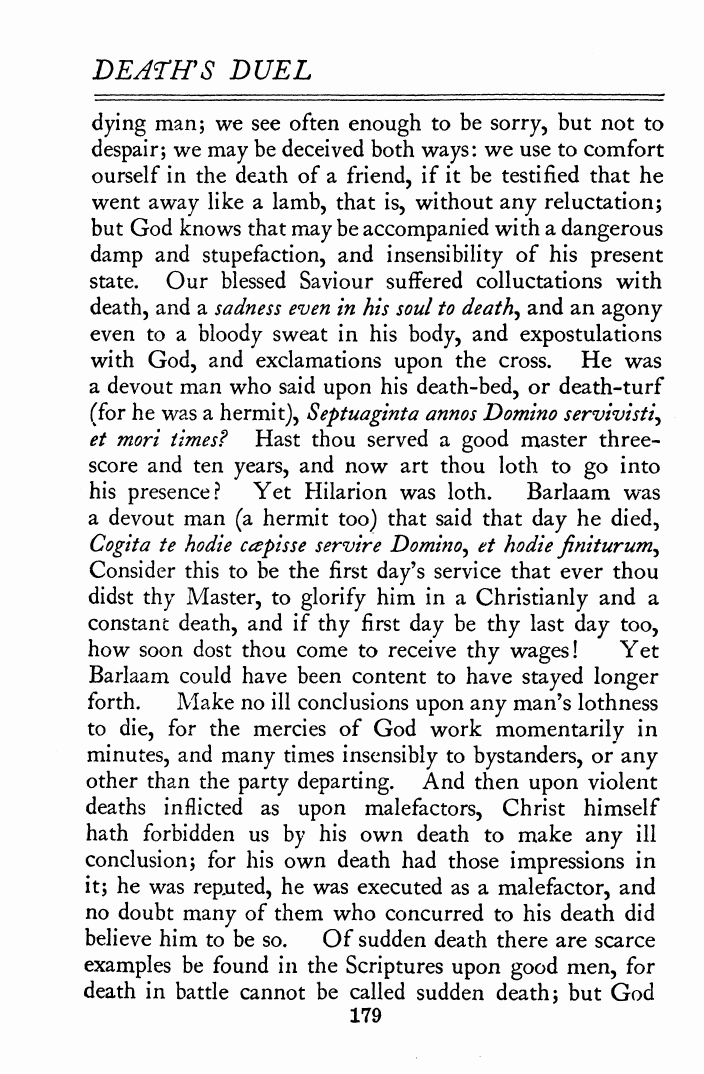 DEATH'S DUEL
dying man; we see often enough to be sorry, but not to
despair; we may be deceived both ways: we use to comfort
ourself in the death of a friend, if it be testified that he
went away like a lamb, that is, without any reluctation;
but God knows that may be accompanied with a dangerous
damp and stupefaction, and insensibility of his present
state. Our blessed Saviour suffered colluctations with
death, and a sadness even in his soul to death, and an agony
even to a bloody sweat in his body, and expostulations
with God, and exclamations upon the cross. He was
a devout man who said upon his death-bed, or death-turf
(for he was a hermit), Septuaginta annos Domino servivisti,
et mori times? Hast thou served a good master three-
score and ten years, and now art thou loth to go into
his presence? Yet Hilarion was loth. Barlaam was
a devout man (a hermit too) that said that day he died,
Cogita te hodie cœpisse servire Domino, et hodie finiturum,
Consider this to be the first day's service that ever thou
didst thy Master, to glorify him in a Christianly and a
constant death, and if thy first day be thy last day too,
how soon dost thou come to receive thy wages! Yet
Barlaam could have been content to have stayed longer
forth. Make no ill conclusions upon any man's lothness
to die, for the mercies of God work momentarily in
minutes, and many times insensibly to bystanders, or any
other than the party departing. And then upon violent
deaths inflicted as upon malefactors, Christ himself
hath forbidden us by his own death to make any ill
conclusion; for his own death had those impressions in
it; he was reputed, he was executed as a malefactor, and
no doubt many of them who concurred to his death did
believe him to be so. Of sudden death there are scarce
examples be found in the Scriptures upon good men, for
death in battle cannot be called sudden death; but God
179